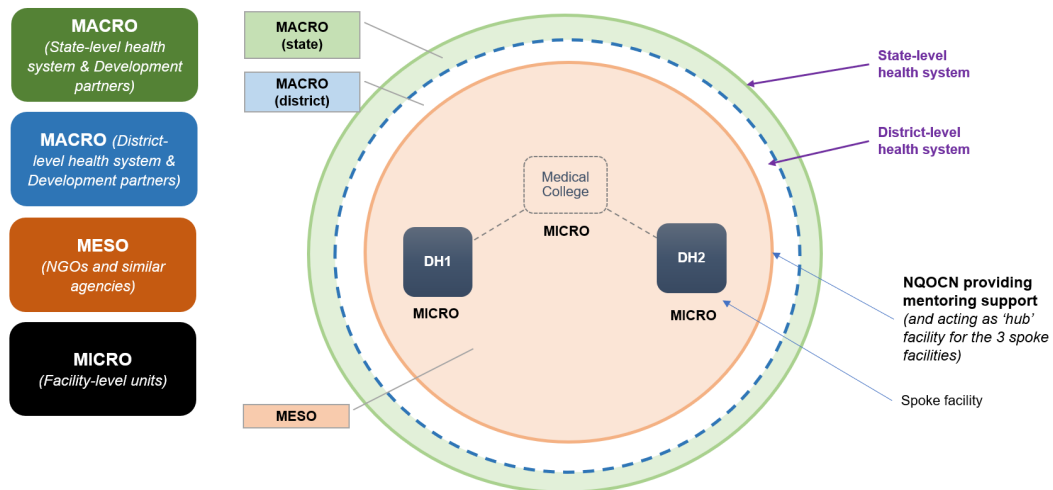 MACRO
(State-level health
system & Development
partners)
MACRO (District-
level health system &
Development partners)
MESO
(NGOs and similar
agencies)
MICRO
(Facility-level units)
MACRO
(state)
MACRO
(district)
MESO
Medical
College
MICRO
DH1
MICRO
DH2
MICRO
State-level
health system
District-level
health system
NQOCN providing
mentoring support
(and acting as ‘hub’
facility for the 3 spoke
facilities)
Spoke facility